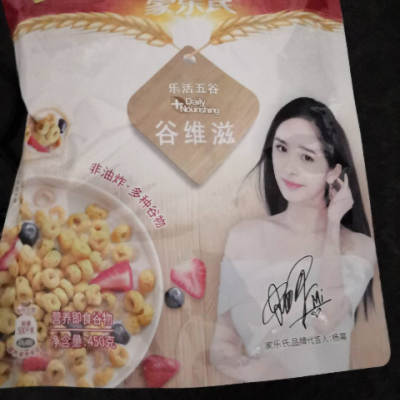 家乐氏
乐活五谷
Daily
Nourishing
谷维滋
非油炸·多种谷物
Mi
营养即食谷物
净含量:450克
家乐氏品牌代言人:杨幂